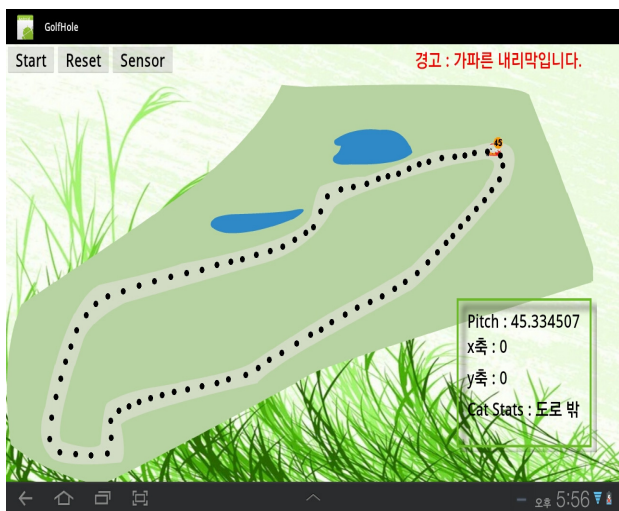 GolfHole
Start Reset Sensor
경고 : 가파른 내리막입니다.
45
Pitch : 45.334507
x축 : 0
y축 : 0
Cat Stats : 도로 밖
오후 5:56